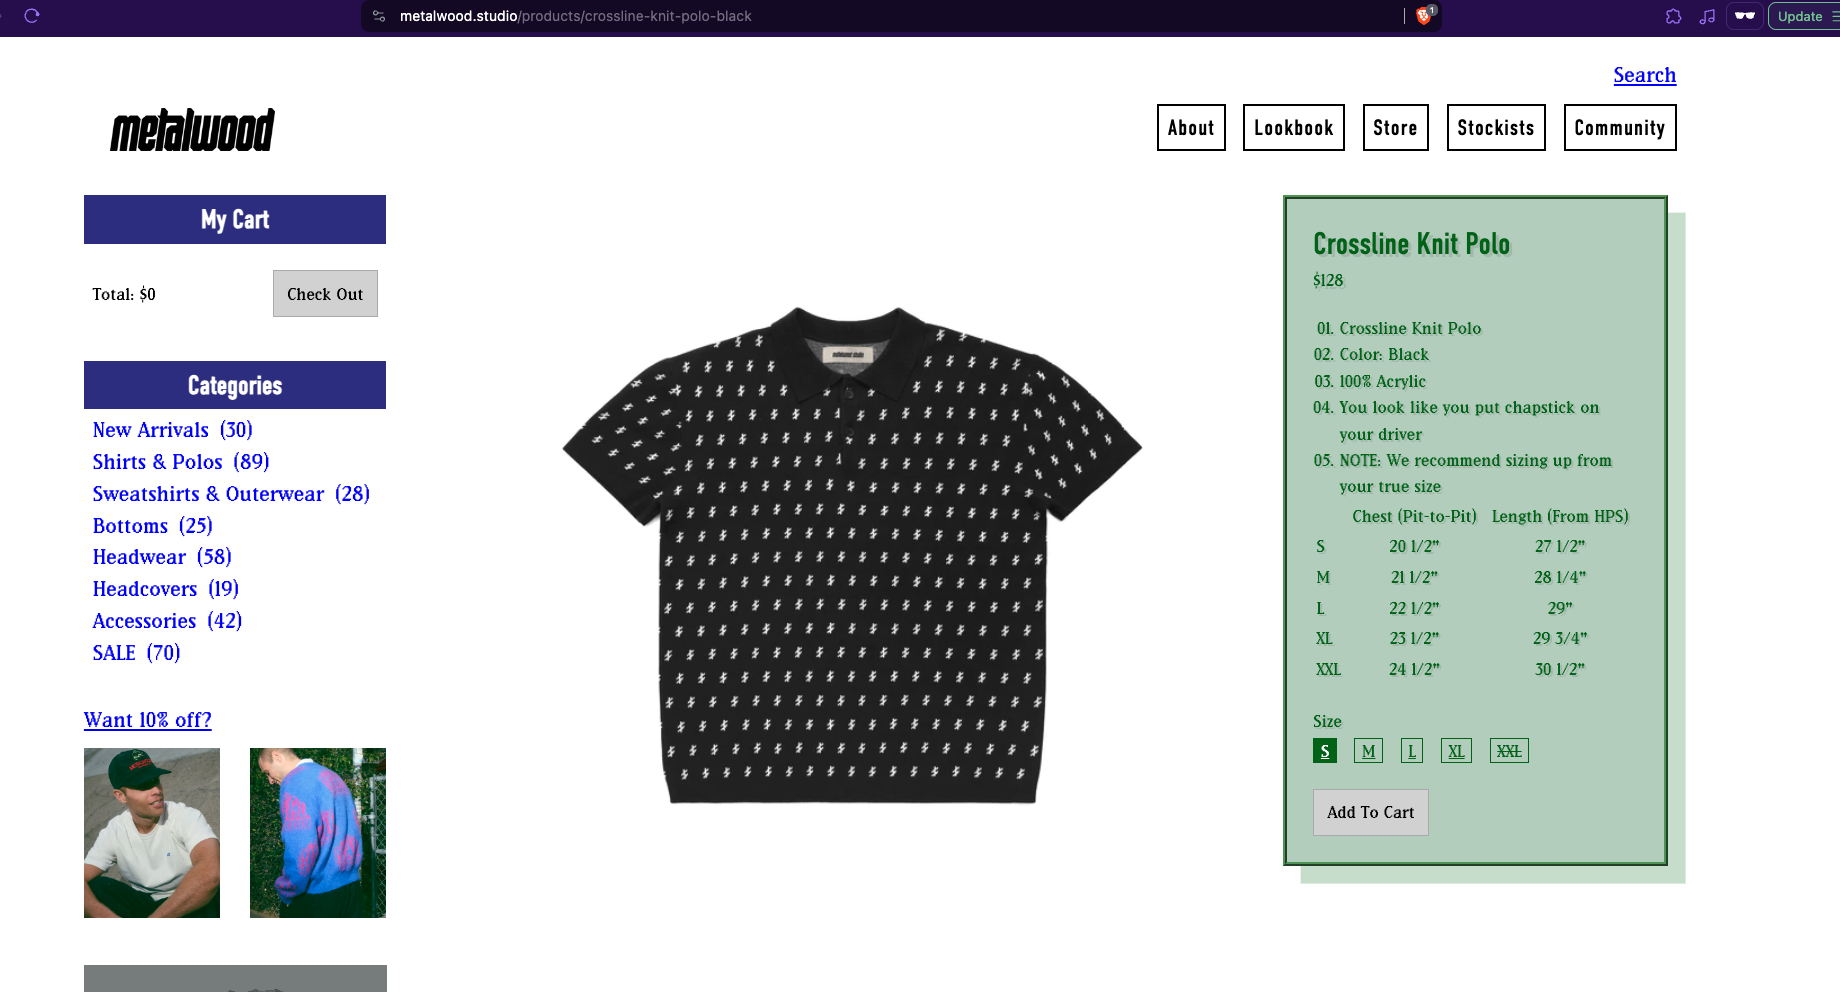 metalwood.studio/products/crossline-knit-polo-black
1
Update
Search
metalwood
About
Lookbook
Store
Stockists
Community
My Cart
Total: $0
Check Out
Categories
New Arrivals (30)
Shirts & Polos (89)
Sweatshirts & Outerwear (28)
Bottoms (25)
Headwear (58)
Headcovers (19)
Accessories (42)
SALE (70)
Want 10% off?
metalwood studio
Crossline Knit Polo
$128
01. Crossline Knit Polo
02. Color: Black
03. 100% Acrylic
04. You look like you put chapstick on
your driver
05. NOTE: We recommend sizing up from
your true size
Chest (Pit-to-Pit) Length (From HPS)
S 20 1/2" 27 1/2"
M 21 1/2" 28 1/4"
L 22 1/2" 29"
XL 23 1/2" 29 3/4"
XXL 24 1/2" 30 1/2"
Size
S M L XL XXL
Add To Cart